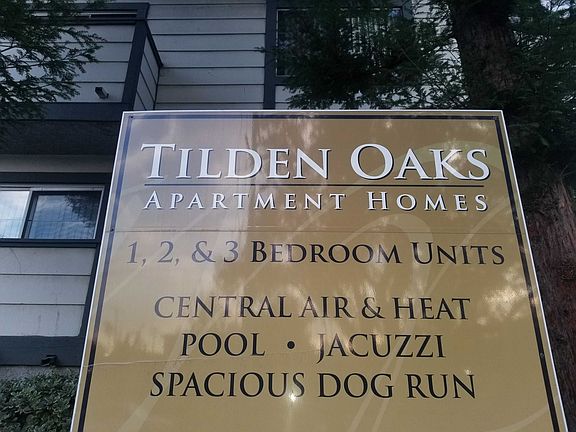 TILDEN OAKS
APARTMENT HOMES
1, 2, & 3 BEDROOM UNITS
CENTRAL AIR & HEAT
POOL • JACUZZI
SPACIOUS DOG RUN